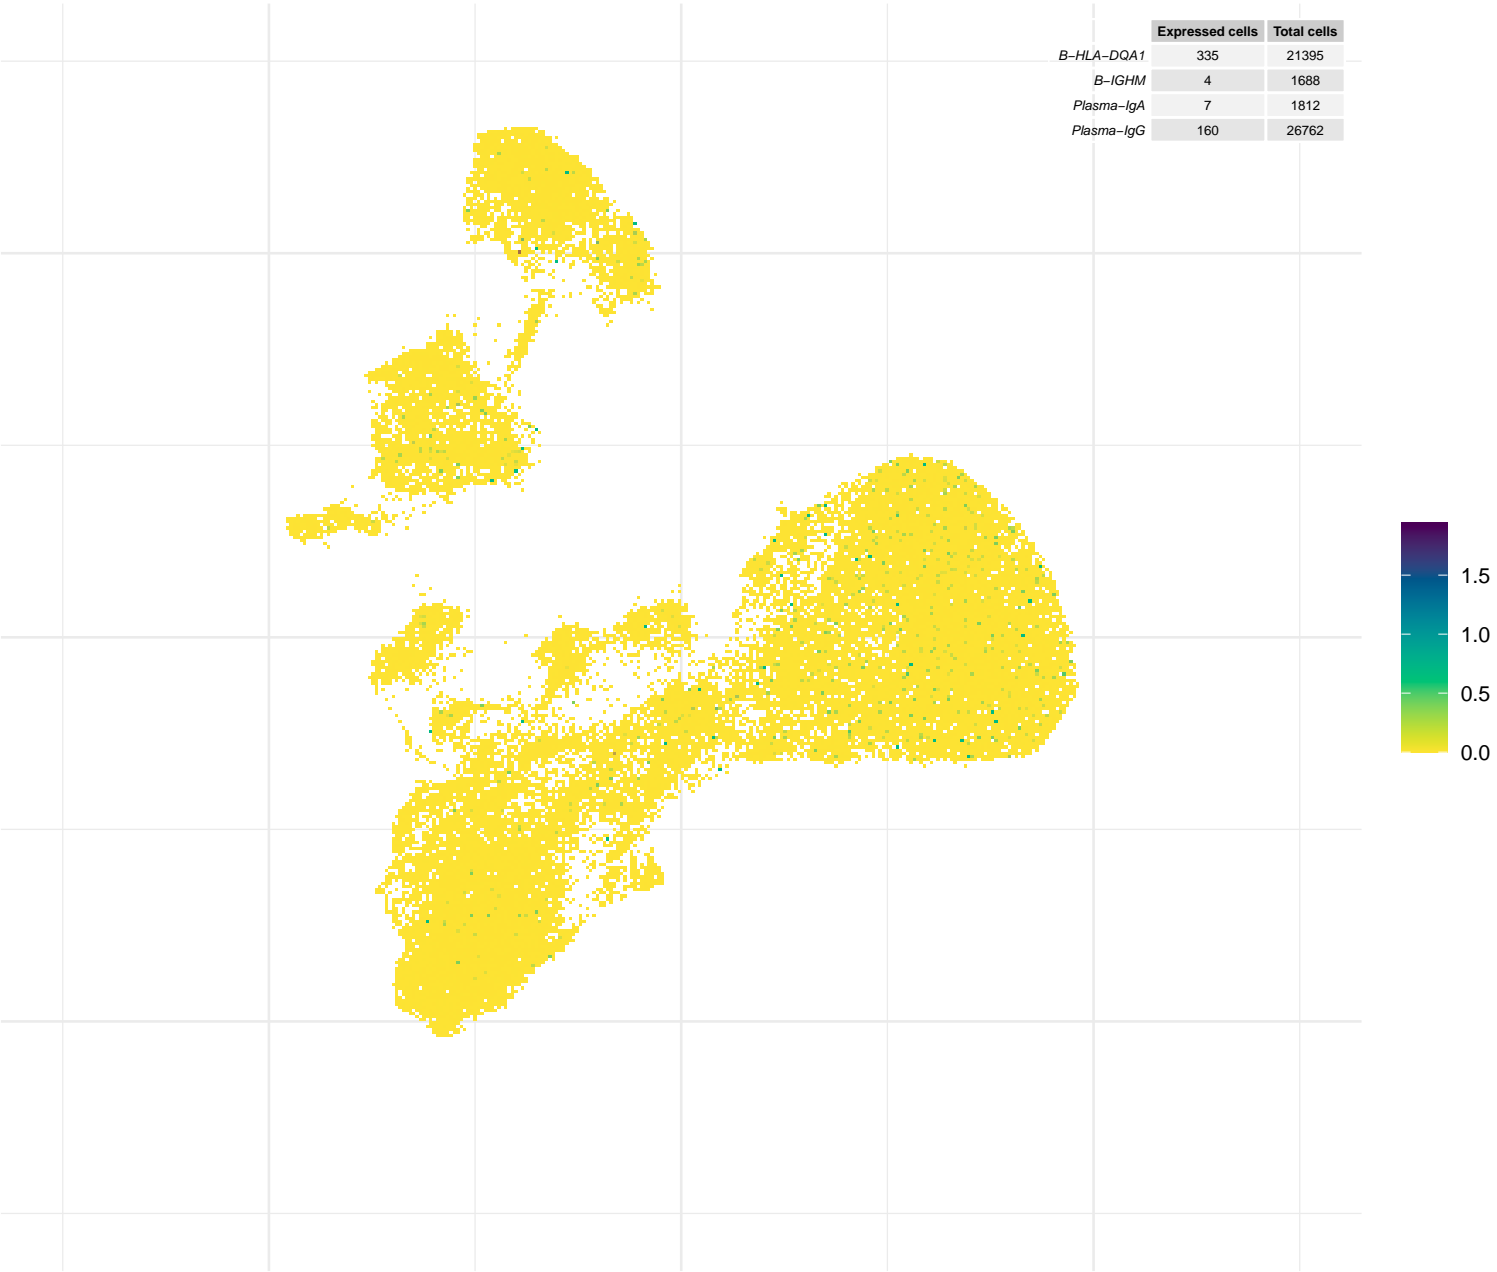 Expressed cells Total cells
B−HLA−DQA1 335 21395
B−IGHM 4 1688
Plasma−IgA 7 1812
Plasma−IgG 160 26762
1.5
1.0
0.5
0.0